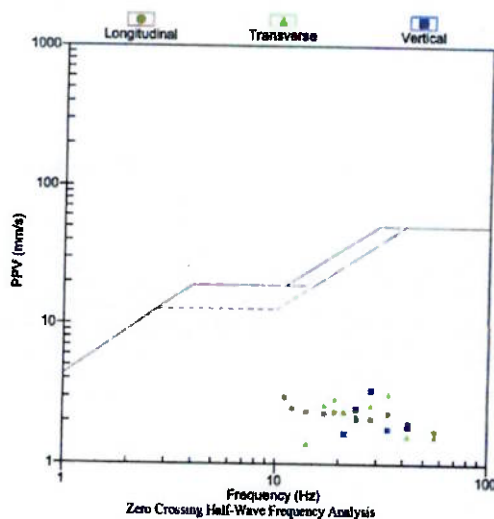 Longitudinal Transverse Vertical
1000
100
10
1
PPV (mm/s)
1 10 100
Frequency (Hz)
Zero Crossing Half-Wave Frequency Analysis